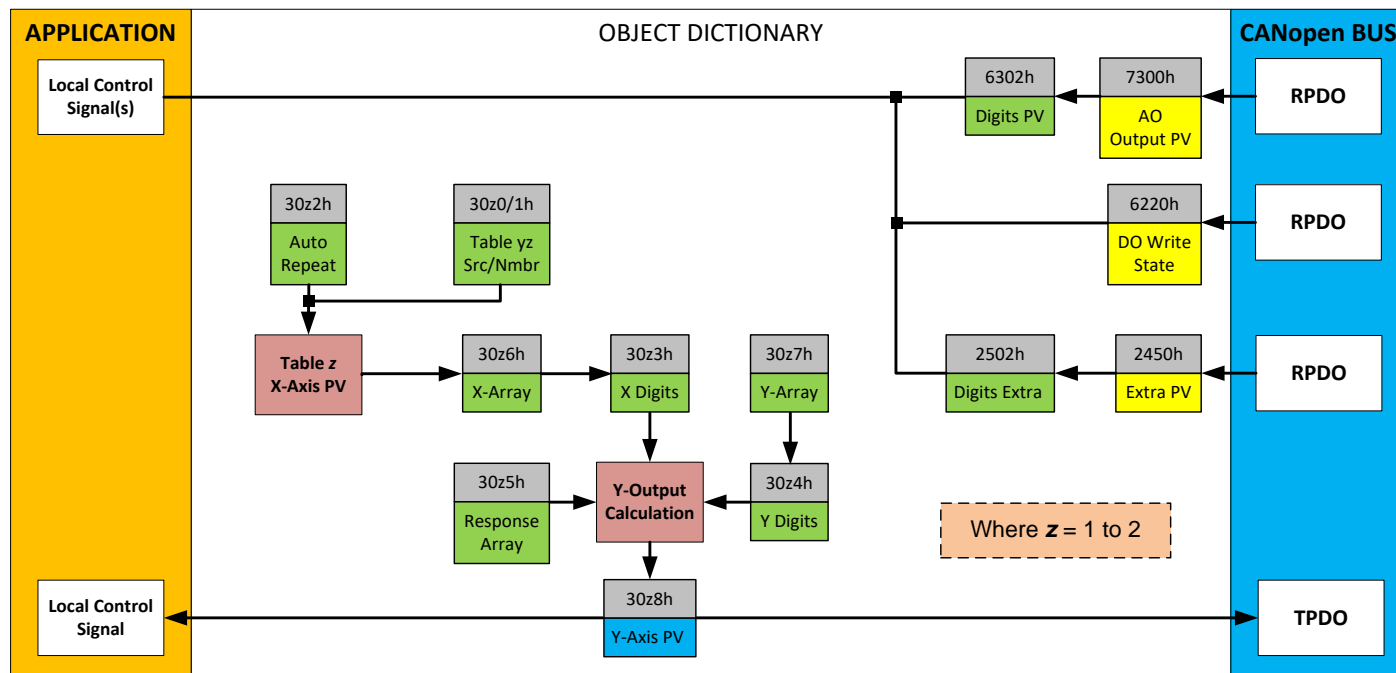 APPLICATION
OBJECT DICTIONARY
CANopen BUS
Local Control
Signal(s)
6302h
Digits PV
7300h
AO
Output PV
RPDO
30z2h
Auto
Repeat
30z0/1h
Table yz
Src/Nmbr
6220h
DO Write
State
RPDO
Table z
X-Axis PV
30z6h
X-Array
30z3h
X Digits
30z7h
Y-Array
2502h
Digits Extra
2450h
Extra PV
RPDO
30z5h
Response
Array
Y-Output
Calculation
30z4h
Y Digits
Where z = 1 to 2
Local Control
Signal
30z8h
Y-Axis PV
TPDO